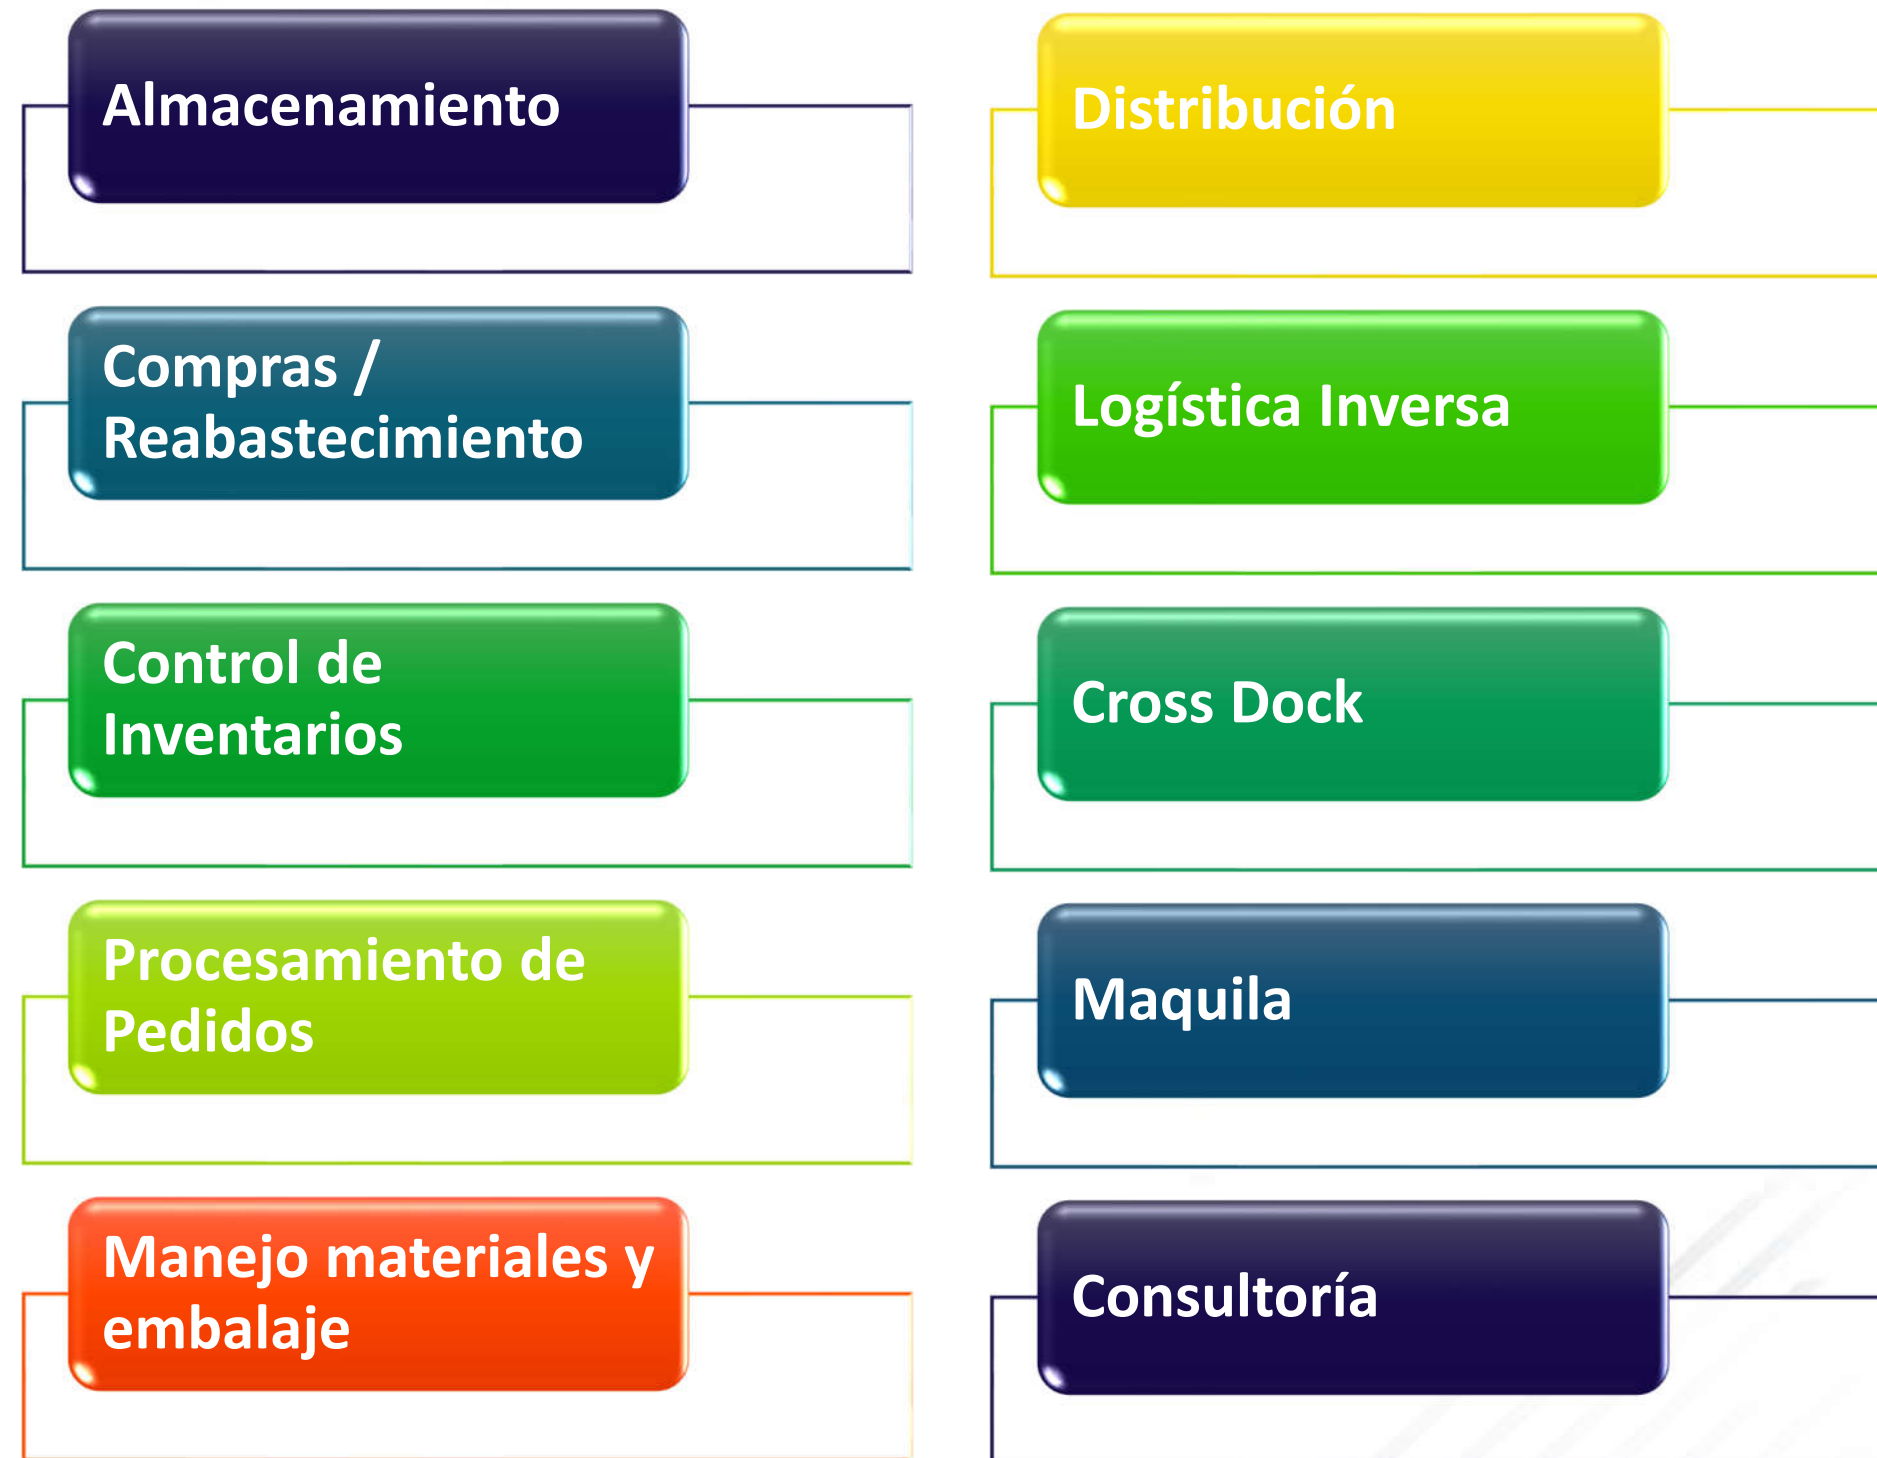 Almacenamiento
Compras /
Reabastecimiento
Control de
Inventarios
Procesamiento de
Pedidos
Manejo materiales y
embalaje
Distribución
Logística Inversa
Cross Dock
Maquila
Consultoría